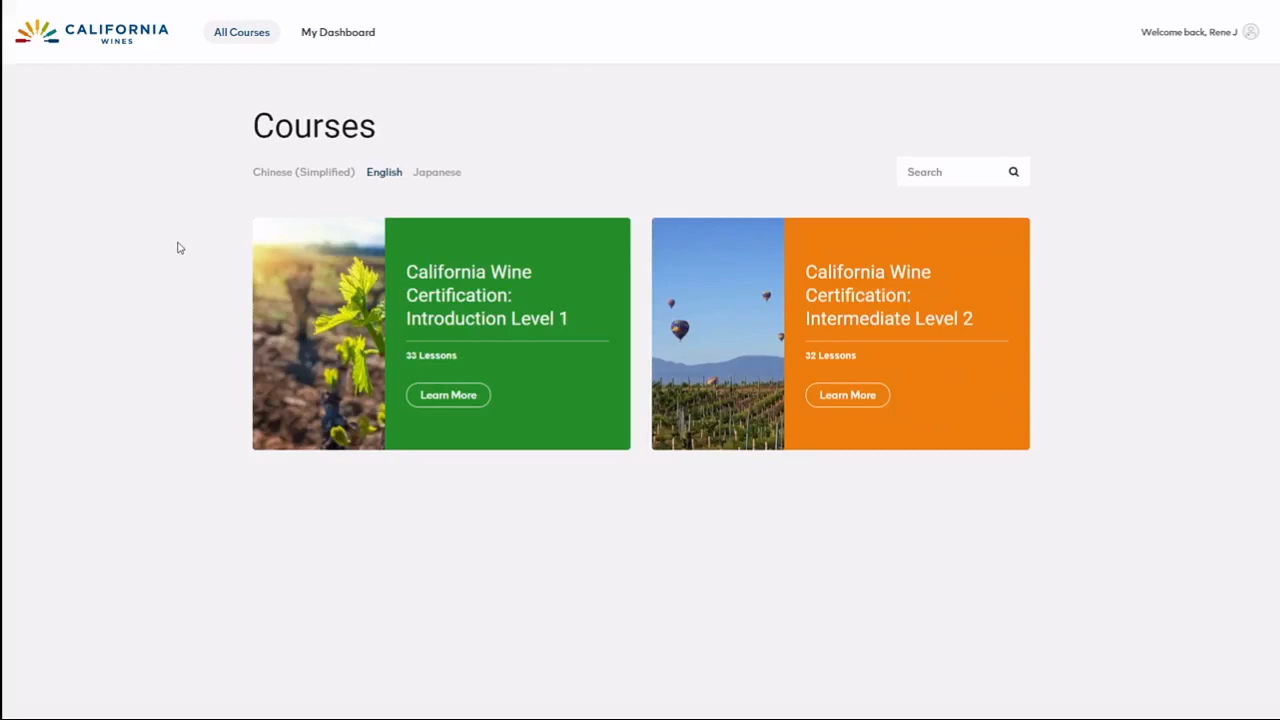 CALIFORNIA
WINES
All Courses
My Dashboard
Welcome back, Rene J
Courses
Chinese (Simplified)
English
Japanese
Search
California Wine
Certification:
Introduction Level 1
33 Lessons
Learn More
California Wine
Certification:
Intermediate Level 2
32 Lessons
Learn More